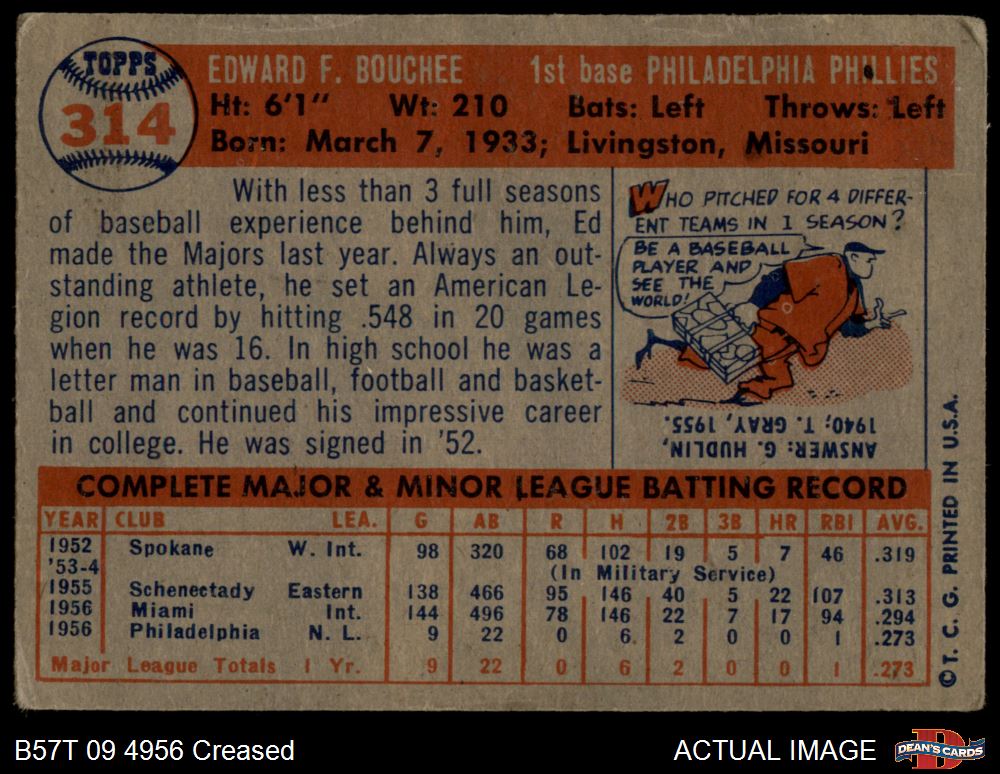 TOPPS
314
EDWARD F. BOUCHEE 1st base PHILADELPHIA PHILLIES
Ht: 6'1" Wt: 210 Bats: Left Throws: Left
Born: March 7, 1933; Livingston, Missouri
With less than 3 full seasons
of baseball experience behind him, Ed
made the Majors last year. Always an out-
standing athlete, he set an American Le-
gion record by hitting .548 in 20 games
when he was 16. In high school he was a
letter man in baseball, football and basket-
ball and continued his impressive career
in college. He was signed in '52.
WHO PITCHED FOR 4 DIFFER-
ENT TEAMS IN 1 SEASON?
BE A BASEBALL
PLAYER AND
SEE THE
WORLD!
ANSWER: G. HUDLIN,
1940; T. GRAY, 1955.
COMPLETE MAJOR & MINOR LEAGUE BATTING RECORD
YEAR CLUB LEA. G AB R H 2B 3B HR RBI AVG.
1952 Spokane W. Int. 98 320 68 102 19 5 7 46 .319
'53-4 (In Military Service)
1955 Schenectady Eastern 138 466 95 146 40 5 22 107 .313
1956 Miami Int. 144 496 78 146 22 7 17 94 .294
1956 Philadelphia N. L. 9 22 0 6 2 0 0 1 .273
Major League Totals 1 Yr. 9 22 0 6 2 0 0 1 .273
©T. C. G. PRINTED IN U.S.A.
B57T 09 4956 Creased
ACTUAL IMAGE
DEAN'S CARDS